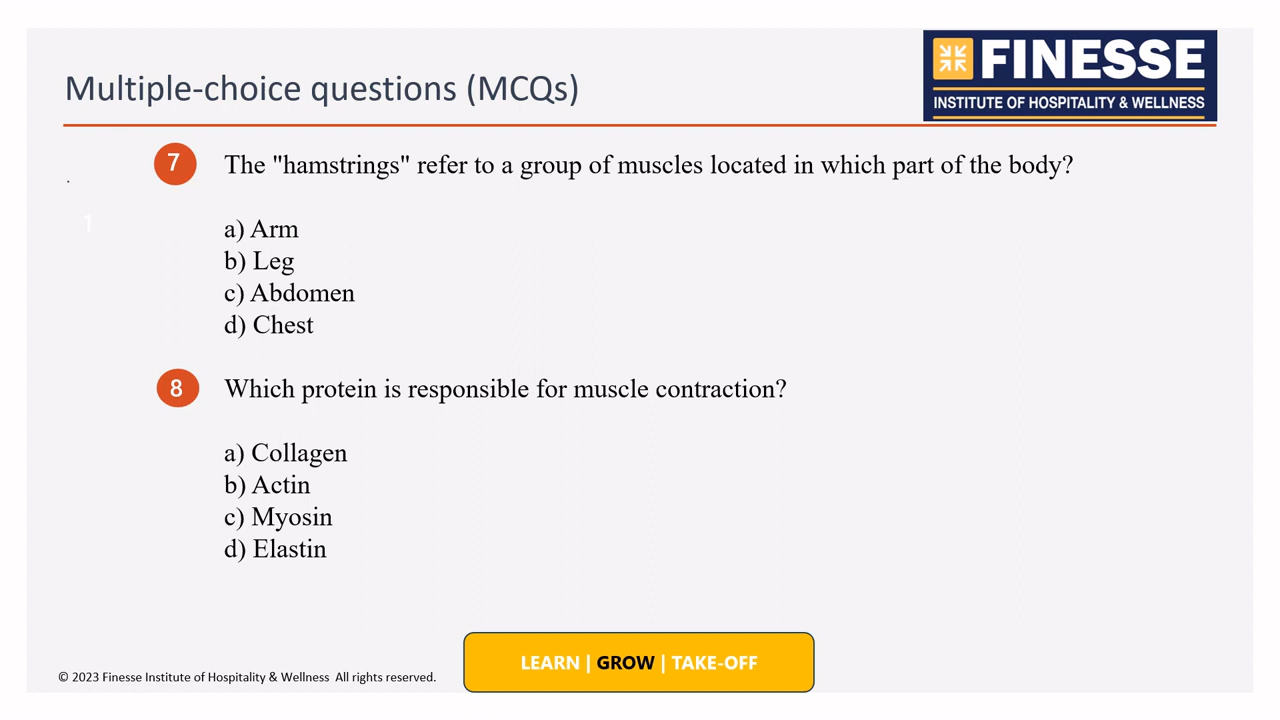 Multiple-choice questions (MCQs)
FINESSE
INSTITUTE OF HOSPITALITY & WELLNESS
7 The "hamstrings" refer to a group of muscles located in which part of the body?
.
1
a) Arm
b) Leg
c) Abdomen
d) Chest
8 Which protein is responsible for muscle contraction?
a) Collagen
b) Actin
c) Myosin
d) Elastin
LEARN | GROW | TAKE-OFF
© 2023 Finesse Institute of Hospitality & Wellness All rights reserved.